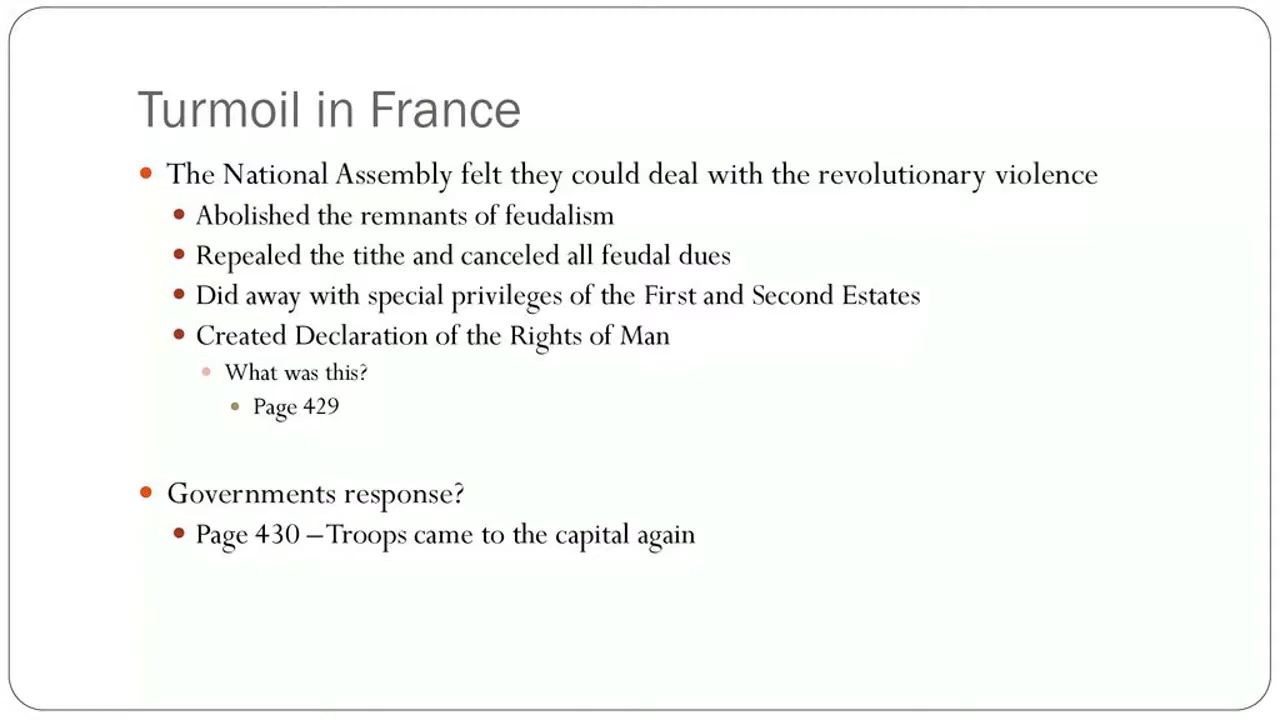 Turmoil in France
• The National Assembly felt they could deal with the revolutionary violence
• Abolished the remnants of feudalism
• Repealed the tithe and canceled all feudal dues
• Did away with special privileges of the First and Second Estates
• Created Declaration of the Rights of Man
• What was this?
• Page 429
• Governments response?
• Page 430 – Troops came to the capital again